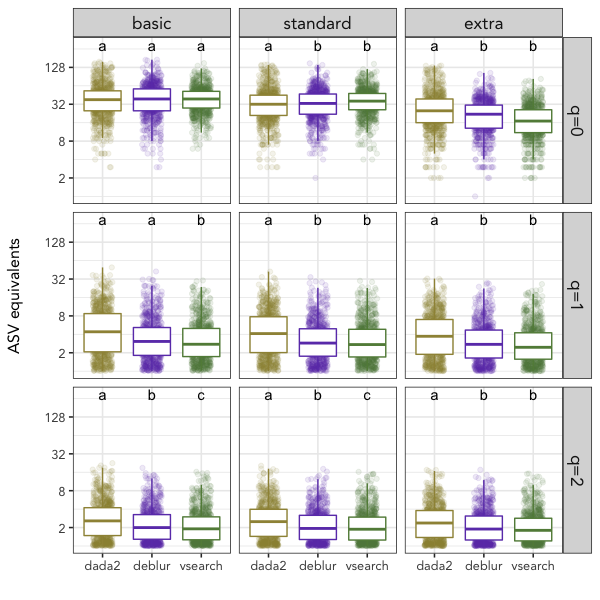 basic standard extra
a a a a b b a b b
128
32
8
2
q=0
a a b a b b a b b
128
32
8
2
q=1
a b c a b c a b b
128
32
8
2
q=2
ASV equivalents
dada2 deblur vsearch dada2 deblur vsearch dada2 deblur vsearch